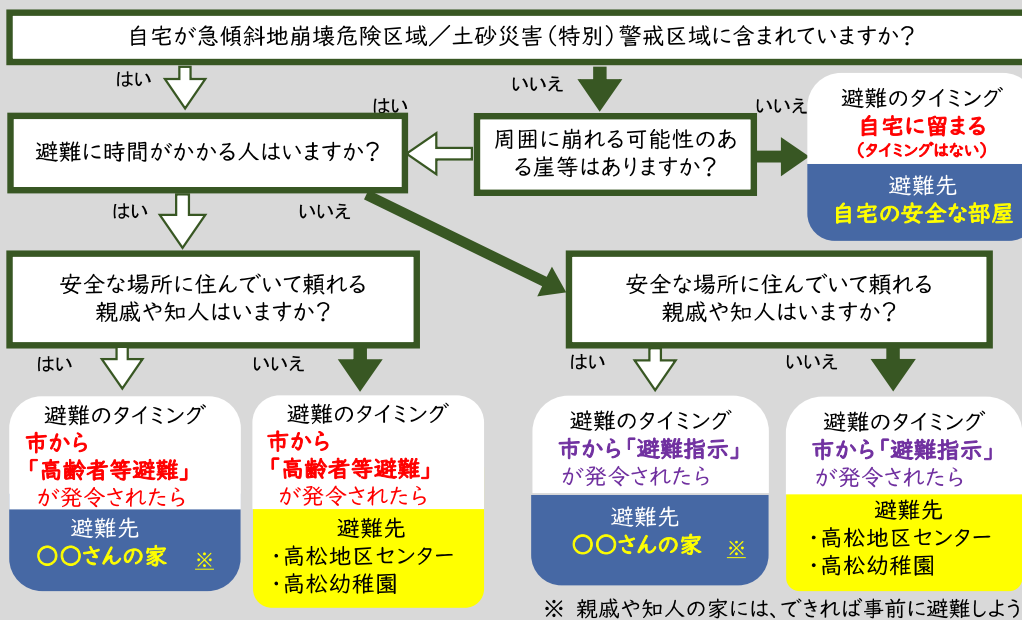 自宅が急傾斜地崩壊危険区域/土砂災害(特別)警戒区域に含まれていますか?
はい
いいえ
はい
いいえ
避難に時間がかかる人はいますか?
周囲に崩れる可能性のあ
る崖等はありますか?
避難のタイミング
自宅に留まる
(タイミングはない)
避難先
自宅の安全な部屋
はい
いいえ
安全な場所に住んでいて頼れる
親戚や知人はいますか?
安全な場所に住んでいて頼れる
親戚や知人はいますか?
はい
いいえ
はい
いいえ
避難のタイミング
市から
「高齢者等避難」
が発令されたら
避難先
〇〇さんの家 ※
避難のタイミング
市から
「高齢者等避難」
が発令されたら
避難先
・高松地区センター
・高松幼稚園
避難のタイミング
市から「避難指示」
が発令されたら
避難先
〇〇さんの家 ※
避難のタイミング
市から「避難指示」
が発令されたら
避難先
・高松地区センター
・高松幼稚園
※ 親戚や知人の家には、できれば事前に避難しよう